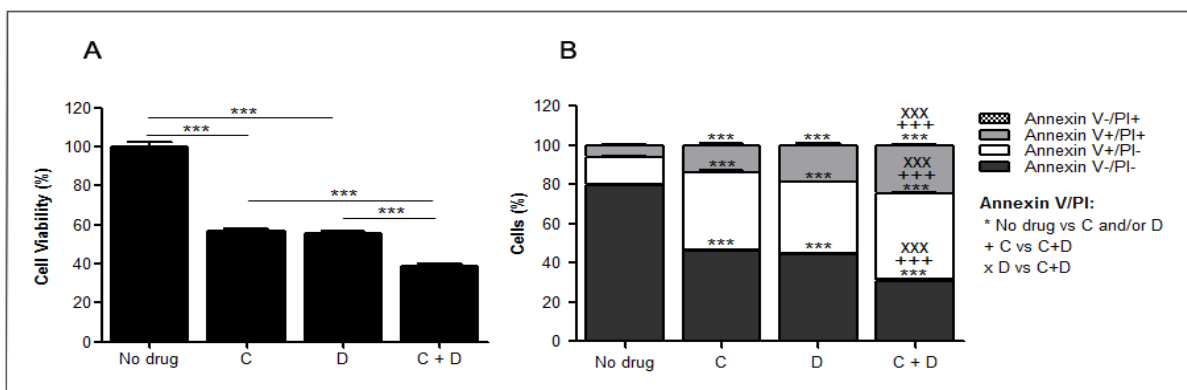 A
B
120
100
80
60
40
20
0
Cell Viability (%)
***
***
***
***
No drug
C
D
C + D
120
100
80
60
40
20
0
Cells (%)
***
***
***
***
***
***
XXX
+++
***
XXX
+++
***
XXX
+++
***
No drug
C
D
C + D
Annexin V-/PI+
Annexin V+/PI+
Annexin V+/PI-
Annexin V-/PI-
Annexin V/PI:
* No drug vs C and/or D
+ C vs C+D
x D vs C+D